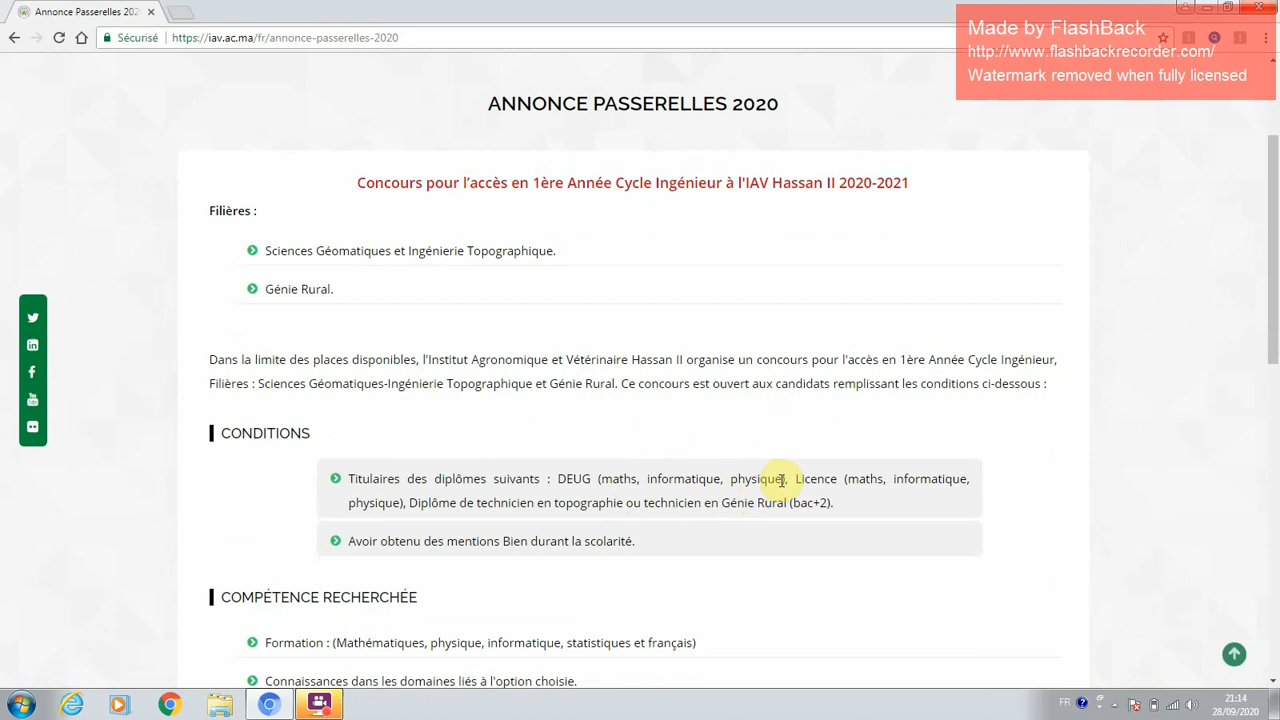 Annonce Passerelles 202
Sécurisé
https://iav.ac.ma/fr/annonce-passerelles-2020
Made by FlashBack
http://www.flashbackrecorder.com/
Watermark removed when fully licensed
ANNONCE PASSERELLES 2020
Concours pour l’accès en 1ère Année Cycle Ingénieur à l'IAV Hassan II 2020-2021
Filières :
Sciences Géomatiques et Ingénierie Topographique.
Génie Rural.
Dans la limite des places disponibles, l'Institut Agronomique et Vétérinaire Hassan II organise un concours pour l'accès en 1ère Année Cycle Ingénieur,
Filières : Sciences Géomatiques-Ingénierie Topographique et Génie Rural. Ce concours est ouvert aux candidats remplissant les conditions ci-dessous :
CONDITIONS
Titulaires des diplômes suivants : DEUG (maths, informatique, physique), Licence (maths, informatique,
physique), Diplôme de technicien en topographie ou technicien en Génie Rural (bac+2).
Avoir obtenu des mentions Bien durant la scolarité.
COMPÉTENCE RECHERCHÉE
Formation : (Mathématiques, physique, informatique, statistiques et français)
Connaissances dans les domaines liés à l'option choisie.
FR
21:14
28/09/2020